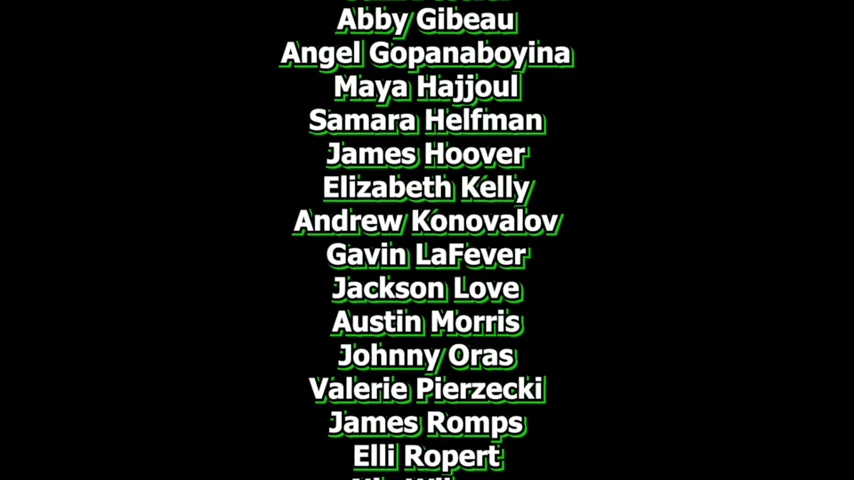 Abby Gibeau
Angel Gopanaboyina
Maya Hajjoul
Samara Helfman
James Hoover
Elizabeth Kelly
Andrew Konovalov
Gavin LaFever
Jackson Love
Austin Morris
Johnny Oras
Valerie Pierzecki
James Romps
Elli Ropert